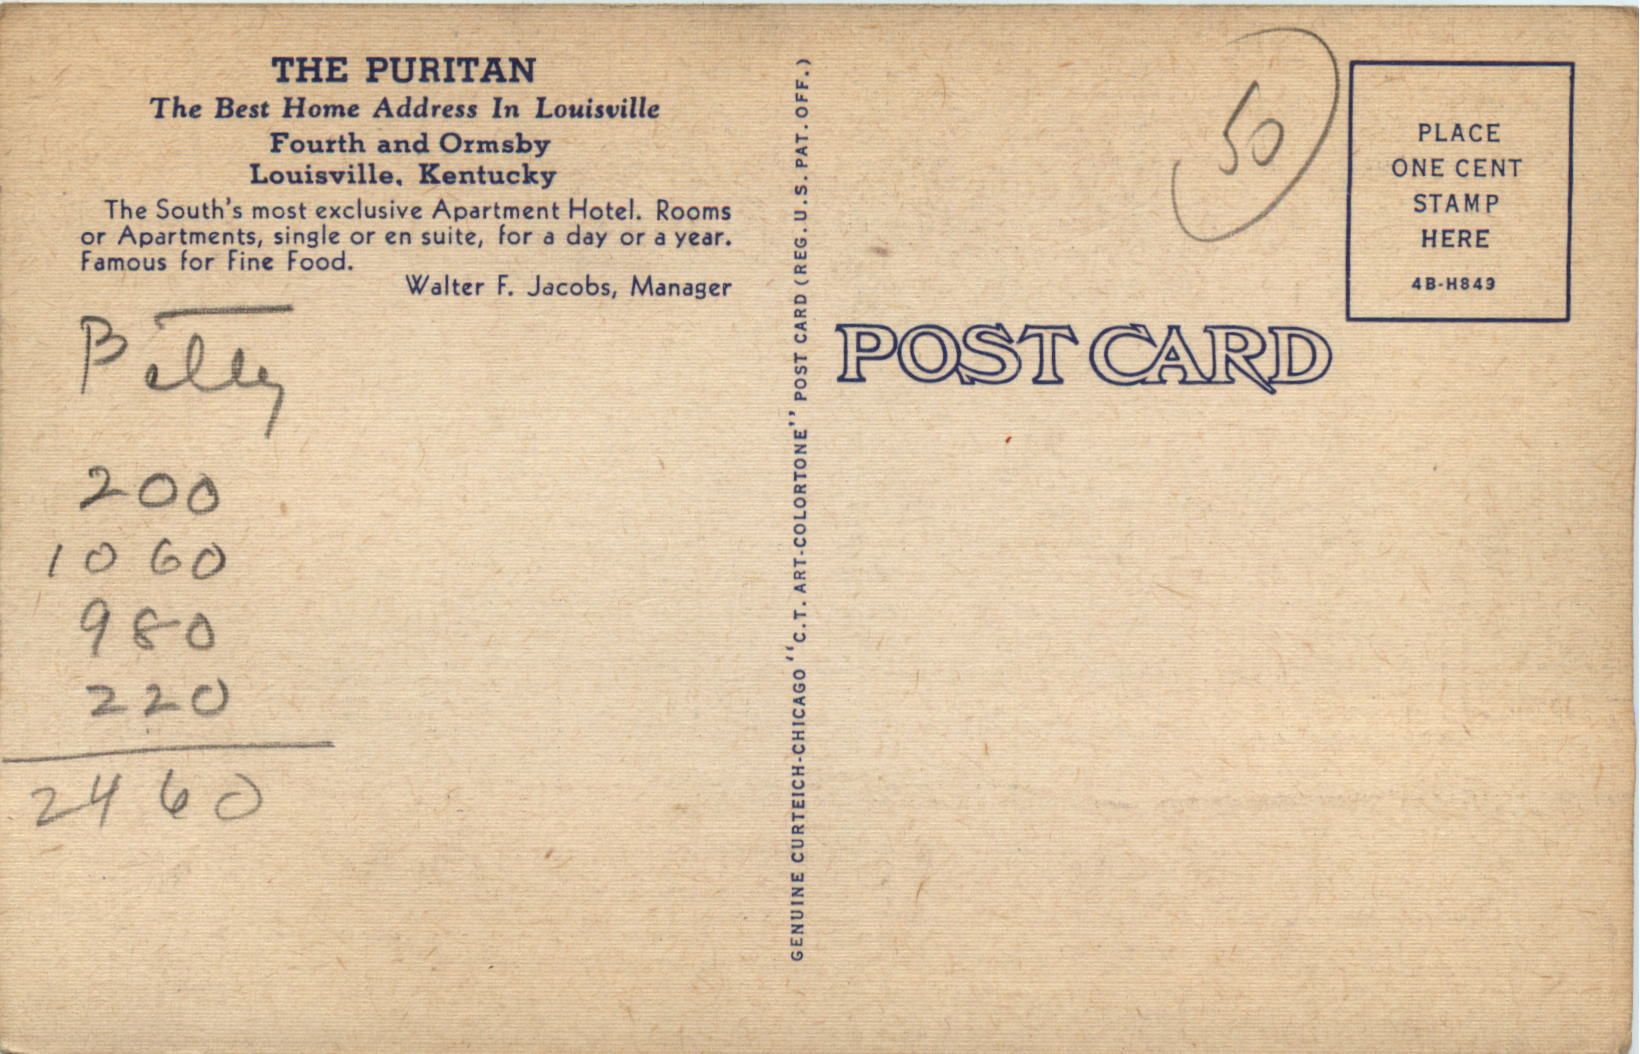 THE PURITAN
The Best Home Address In Louisville
Fourth and Ormsby
Louisville, Kentucky
The South's most exclusive Apartment Hotel. Rooms
or Apartments, single or en suite, for a day or a year.
Famous for Fine Food.
Walter F. Jacobs, Manager
200
1060
980
220
2460
GENUINE CURTEICH-CHICAGO "C.T. ART-COLORTONE" POST CARD (REG. U.S. PAT. OFF.)
50
PLACE
ONE CENT
STAMP
HERE
4B-H849
POST CARD